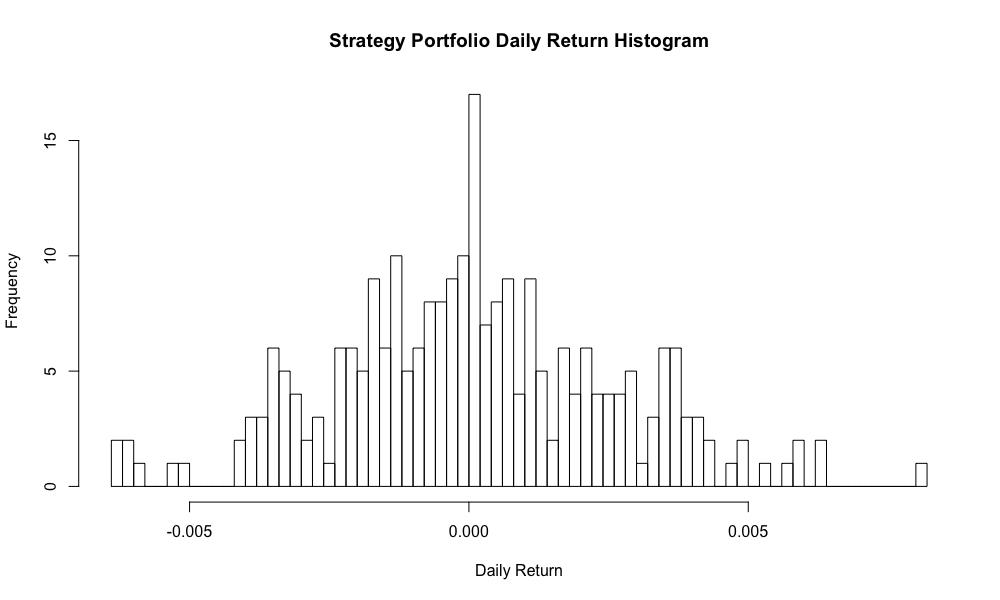 Strategy Portfolio Daily Return Histogram
15
10
5
0
Frequency
-0.005 0.000 0.005
Daily Return